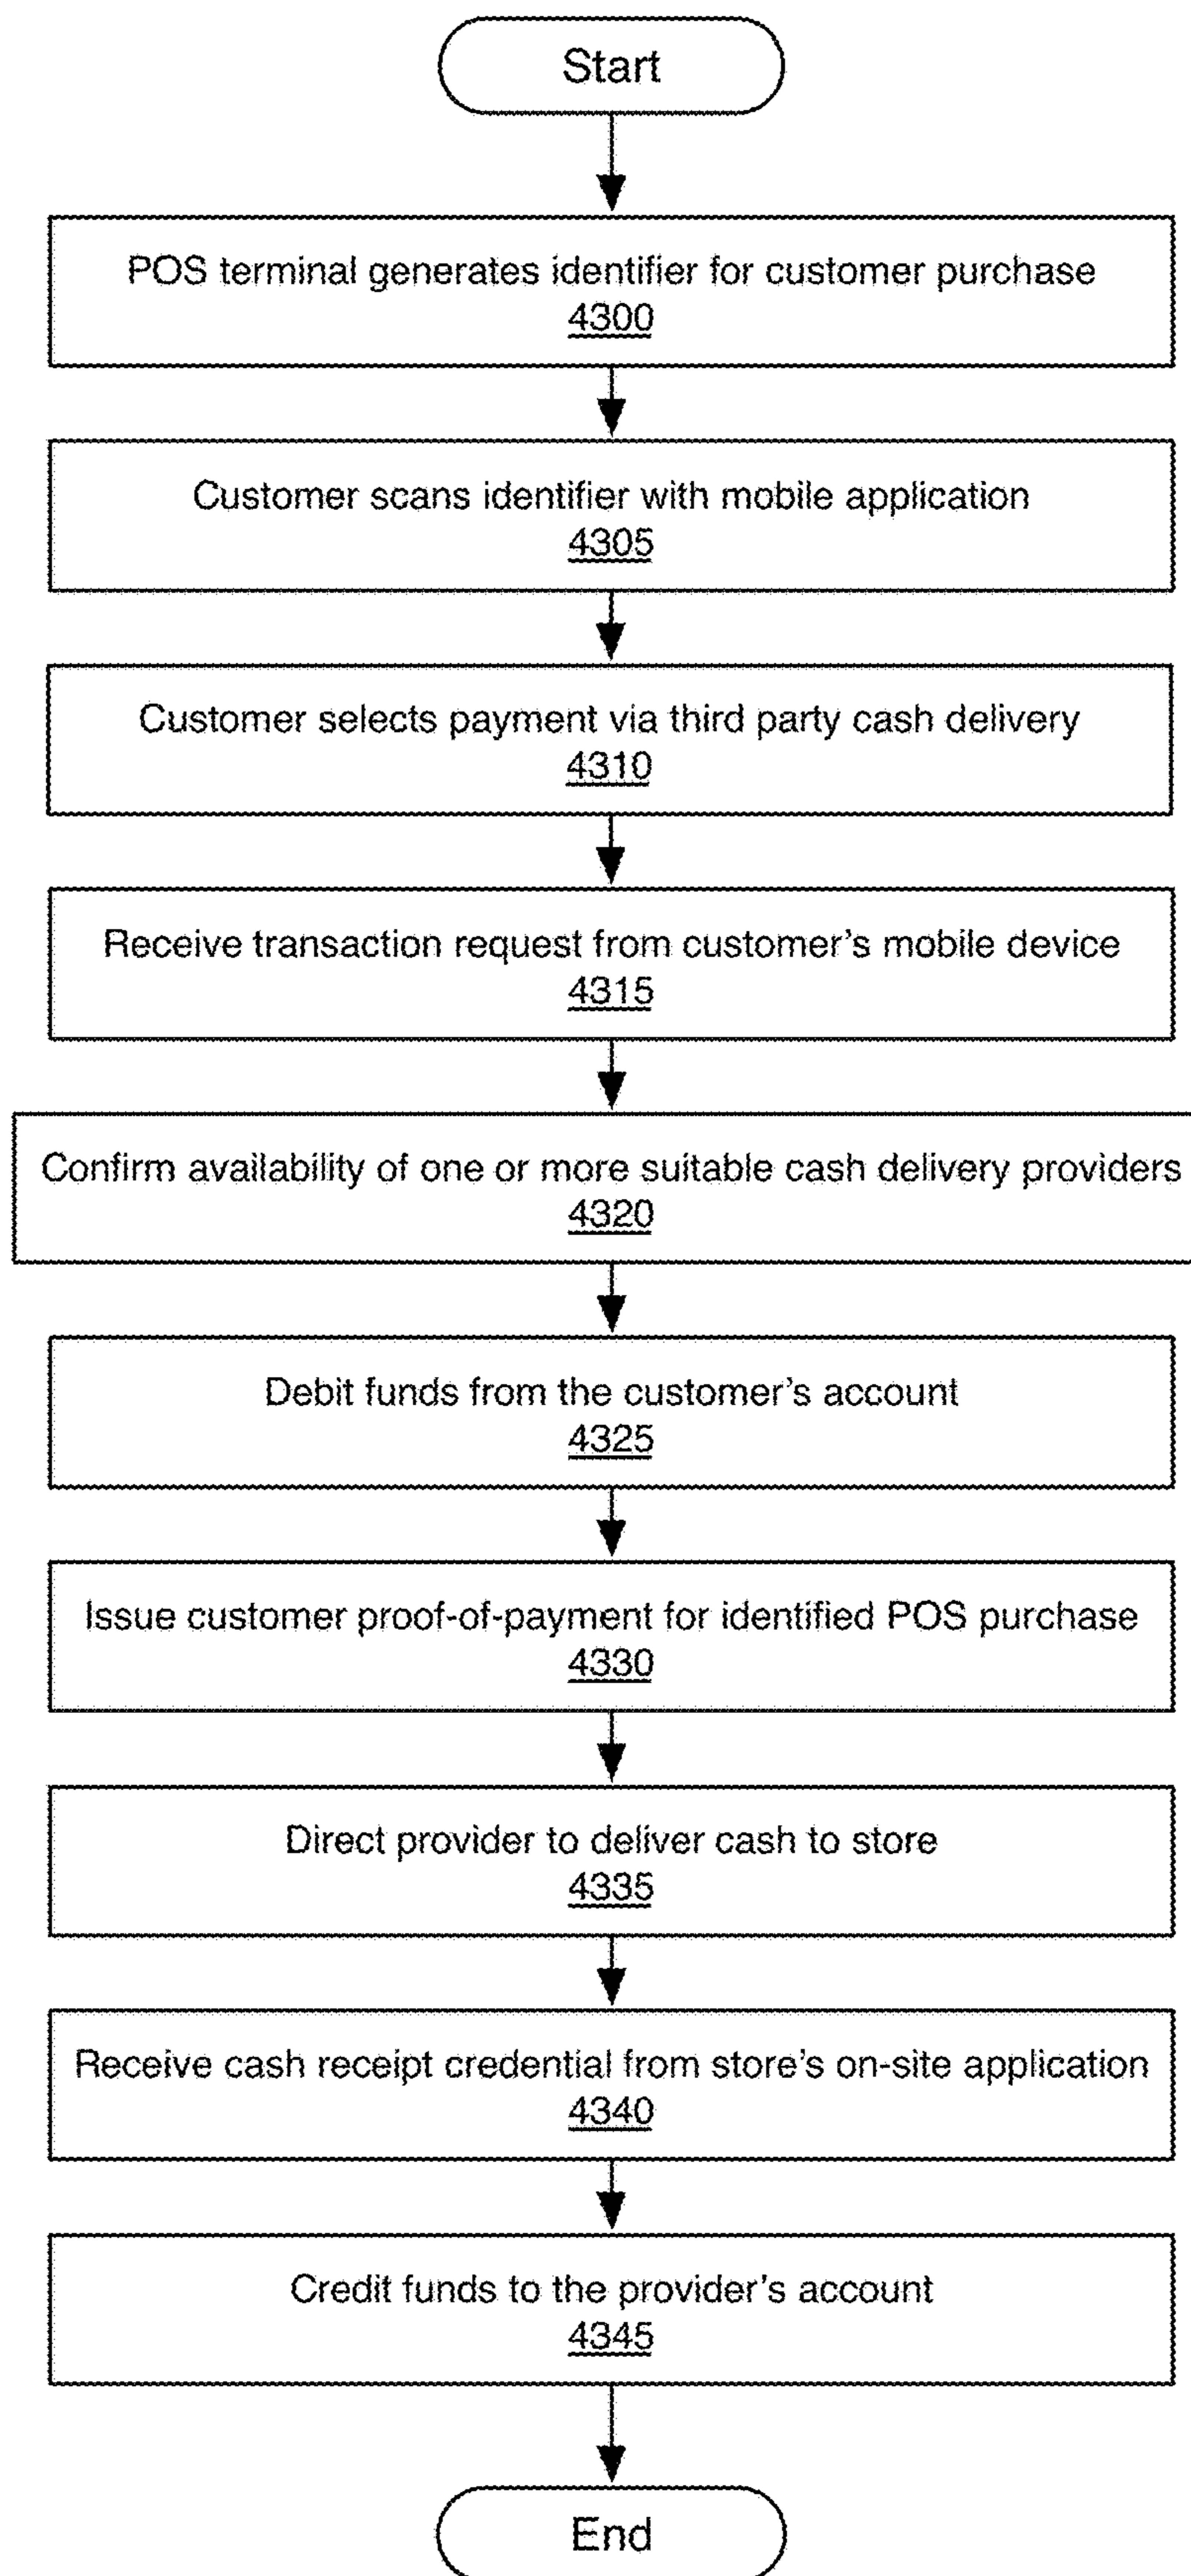 Start
POS terminal generates identifier for customer purchase
4300
Customer scans identifier with mobile application
4305
Customer selects payment via third party cash delivery
4310
Receive transaction request from customer's mobile device
4315
Confirm availability of one or more suitable cash delivery providers
4320
Debit funds from the customer's account
4325
Issue customer proof-of-payment for identified POS purchase
4330
Direct provider to deliver cash to store
4335
Receive cash receipt credential from store's on-site application
4340
Credit funds to the provider's account
4345
End